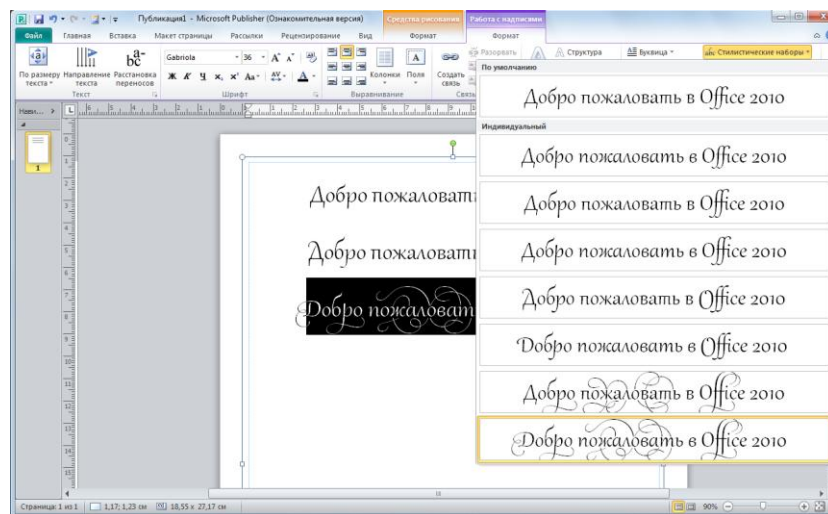 Публикация1 - Microsoft Publisher (Ознакомительная версия)
Средства рисования
Работа с надписями
Файл Главная Вставка Макет страницы Рассылки Рецензирование Вид Формат Формат
По размеру текста
Направление текста
Расстановка переносов
Текст
Gabriola 36
Ж К Ч
Шрифт
Колонки
Поля
Выравнивание
Создать связь
Разорвать
Структура
Буквица
Стилистические наборы
По умолчанию
Добро пожаловать в Office 2010
Индивидуальный
Добро пожаловать в Office 2010
Добро пожаловать в Office 2010
Добро пожаловать в Office 2010
Добро пожаловать в Office 2010
Добро пожаловать в Office 2010
Добро пожаловать в Office 2010
Добро пожаловать в Office 2010
Нави...
1
Добро пожаловать
Добро пожаловать
Добро пожаловат
Страница: 1 из 1 1,17; 1,23 см 18,55 x 27,17 см 90%